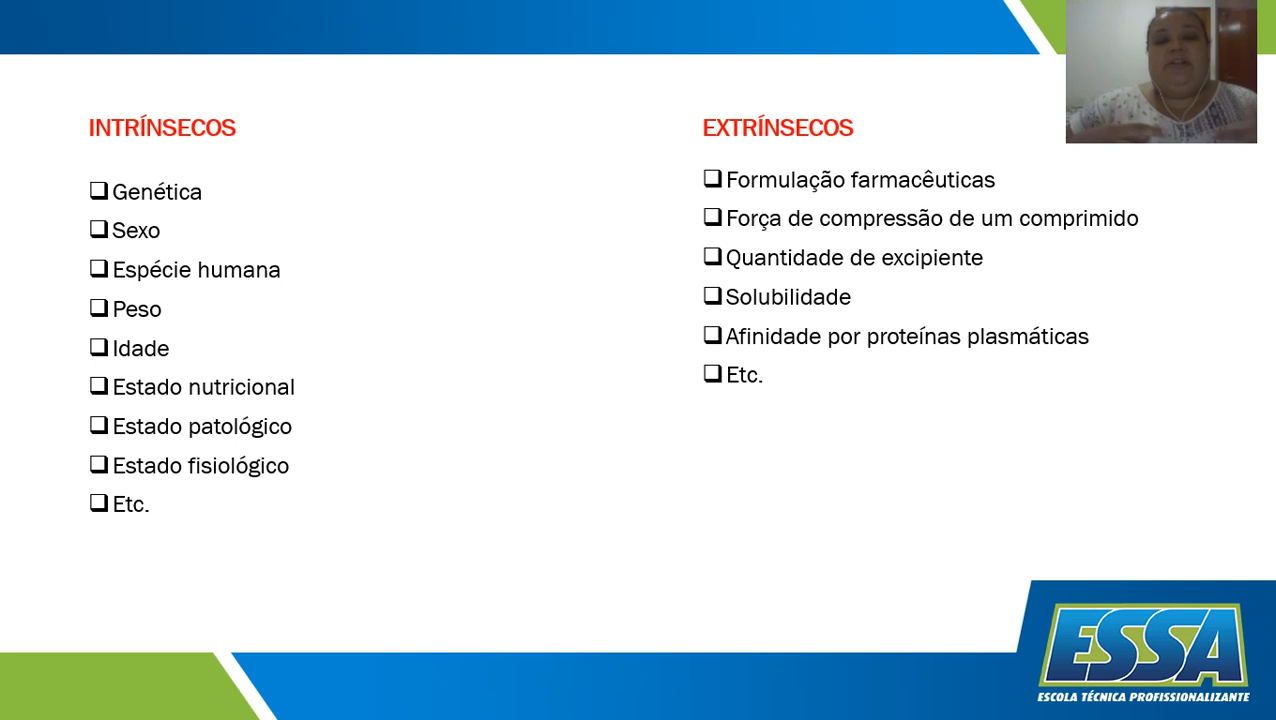 INTRÍNSECOS
Genética
Sexo
Espécie humana
Peso
Idade
Estado nutricional
Estado patológico
Estado fisiológico
Etc.
EXTRÍNSECOS
Formulação farmacêuticas
Força de compressão de um comprimido
Quantidade de excipiente
Solubilidade
Afinidade por proteínas plasmáticas
Etc.
ESSA
ESCOLA TÉCNICA PROFISSIONALIZANTE